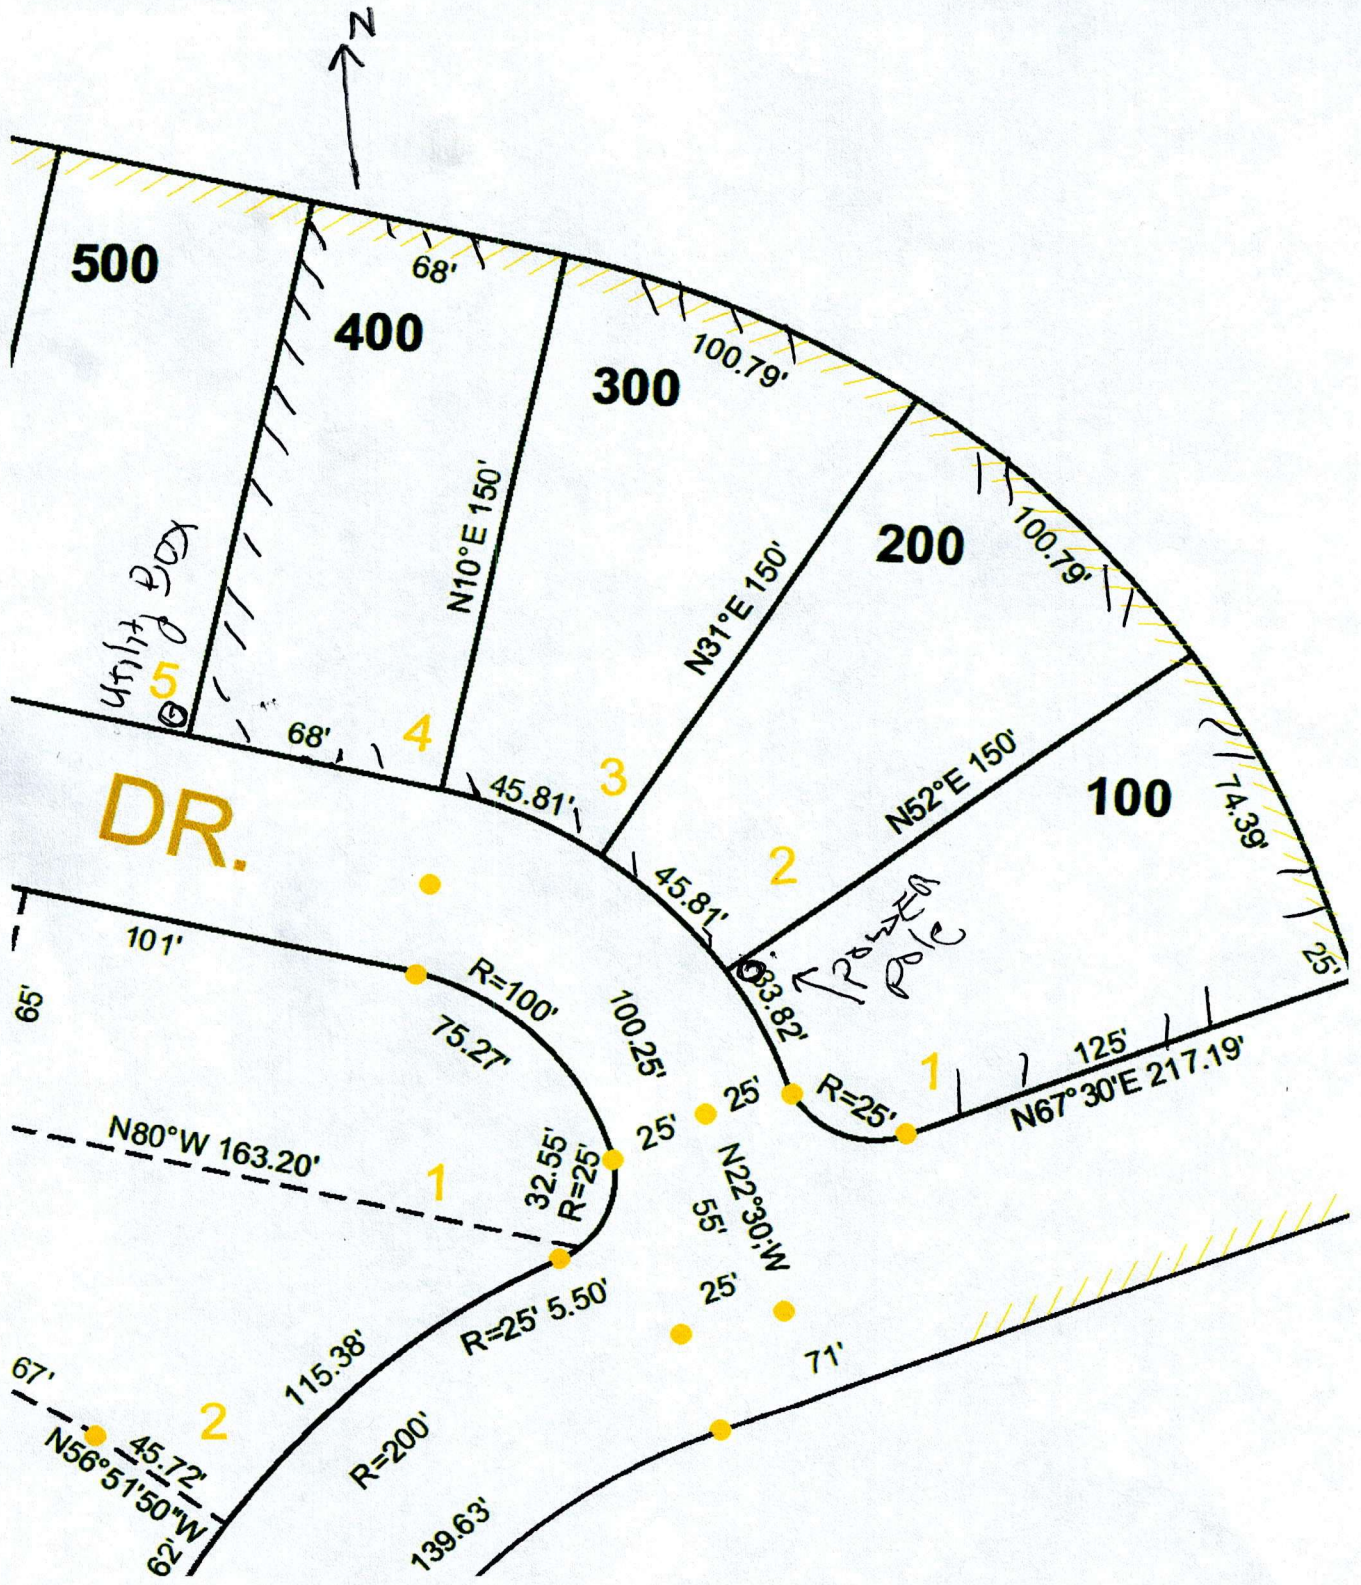 N
500
68'
400
300
100.79'
200
100.79'
N10°E 150'
N31°E 150'
Utility Box
5
68'
4
45.81'
3
N52°E 150'
100
74.39'
DR.
2
45.81'
Power
Pole
33.82'
25'
101'
65'
R=100'
75.27'
100.25'
25'
25'
R=25'
1
125'
N67°30'E 217.19'
N80°W 163.20'
1
32.55'
R=25'
N22°30;W
55'
25'
R=25' 5.50'
71'
67'
2
115.38'
45.72'
N56°51'50"W
R=200'
62'
139.63'